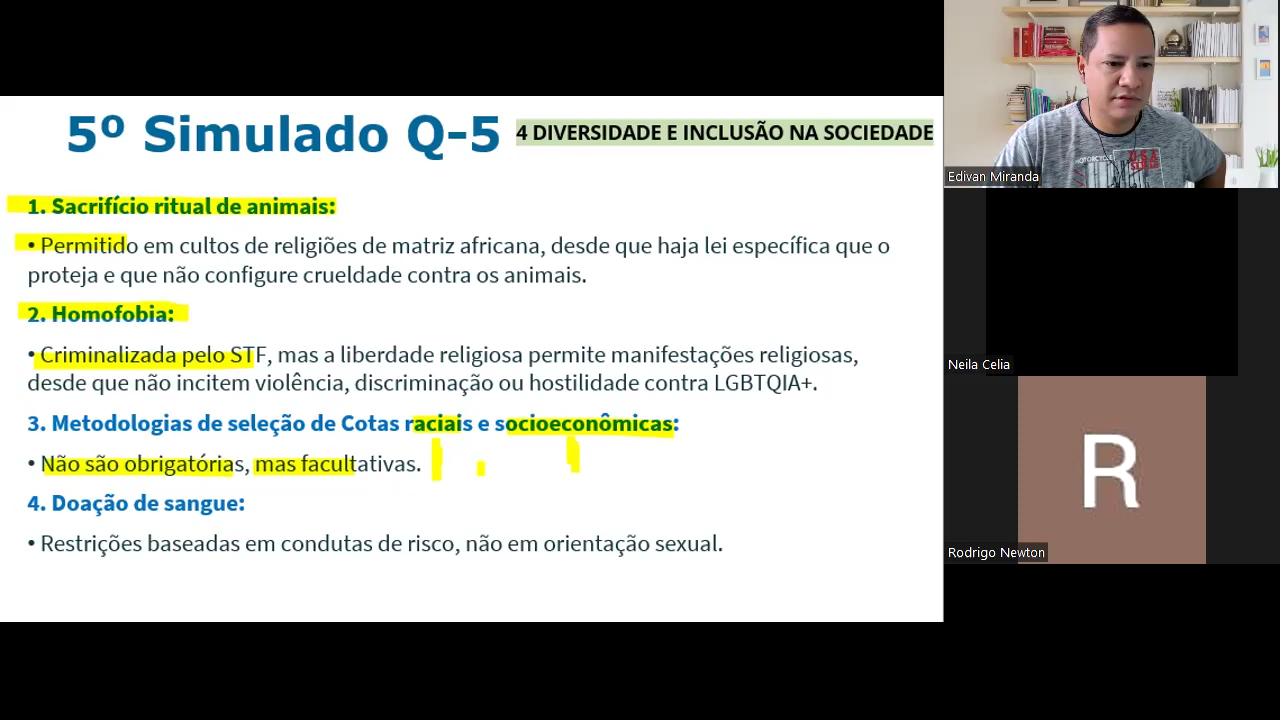 5º Simulado Q-5
4 DIVERSIDADE E INCLUSÃO NA SOCIEDADE
1. Sacrifício ritual de animais:
• Permitido em cultos de religiões de matriz africana, desde que haja lei específica que o
proteja e que não configure crueldade contra os animais.
2. Homofobia:
• Criminalizada pelo STF, mas a liberdade religiosa permite manifestações religiosas,
desde que não incitem violência, discriminação ou hostilidade contra LGBTQIA+.
3. Metodologias de seleção de Cotas raciais e socioeconômicas:
• Não são obrigatórias, mas facultativas.
4. Doação de sangue:
• Restrições baseadas em condutas de risco, não em orientação sexual.
MOTORCYCLE
U.S.A
Edivan Miranda
Neila Celia
R
Rodrigo Newton